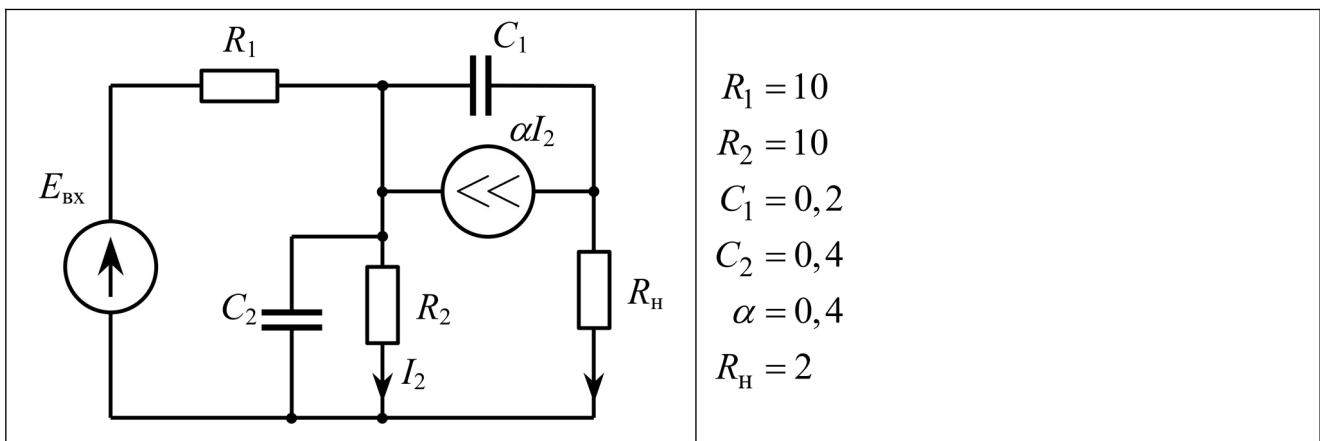 R₁
C₁
αI₂
Eвх
C₂
R₂
Rн
I₂
R₁ = 10
R₂ = 10
C₁ = 0,2
C₂ = 0,4
α = 0,4
Rн = 2